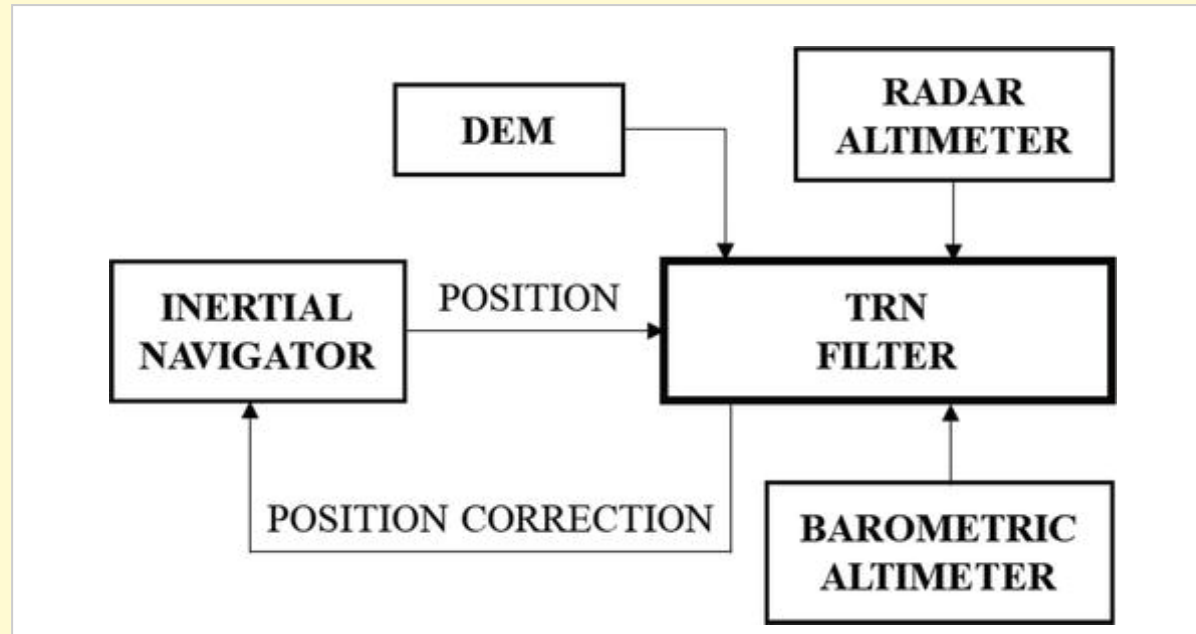 DEM
RADAR
ALTIMETER
INERTIAL
NAVIGATOR
POSITION
TRN
FILTER
POSITION CORRECTION
BAROMETRIC
ALTIMETER